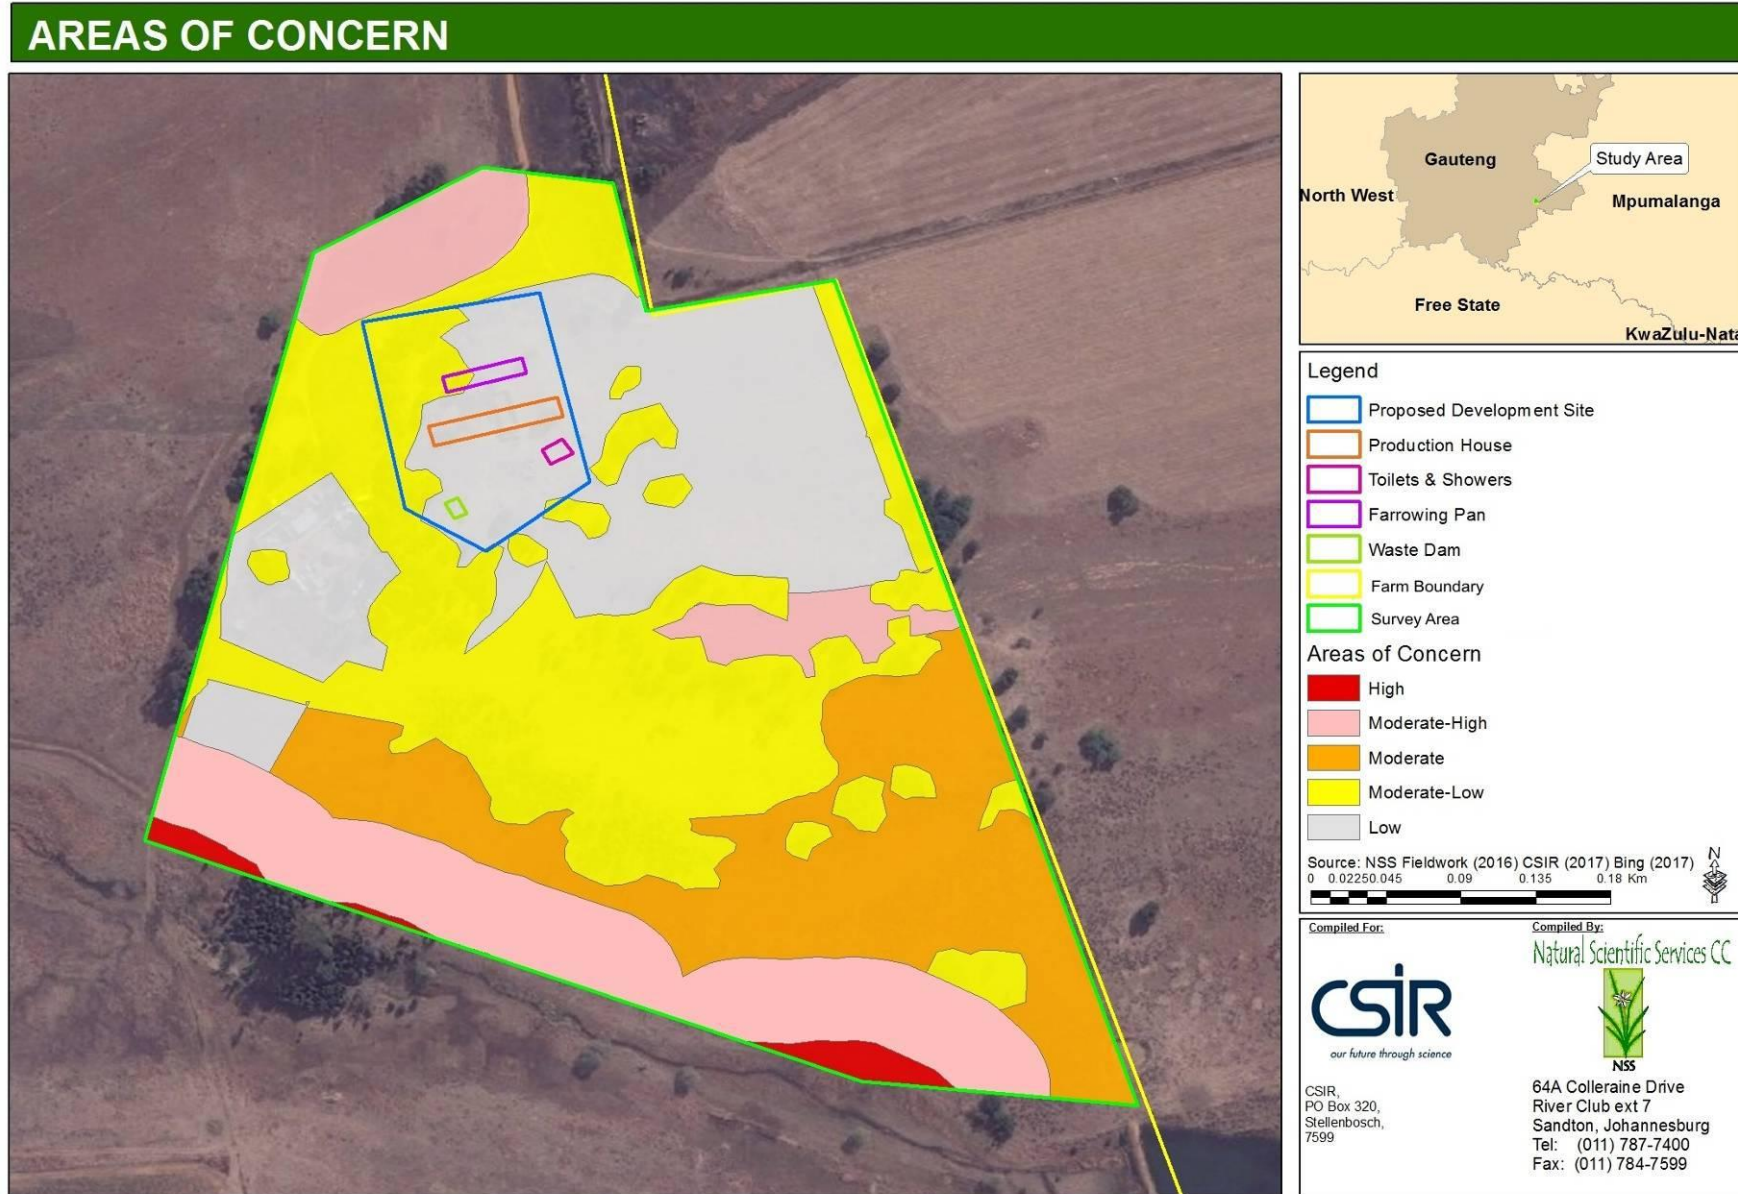 AREAS OF CONCERN
Gauteng
Study Area
North West
Mpumalanga
Free State
KwaZulu-Nata
Legend
Proposed Development Site
Production House
Toilets & Showers
Farrowing Pan
Waste Dam
Farm Boundary
Survey Area
Areas of Concern
High
Moderate-High
Moderate
Moderate-Low
Low
Source: NSS Fieldwork (2016) CSIR (2017) Bing (2017)
N
0 0.02250.045 0.09 0.135 0.18 Km
Compiled For:
CSIR
our future through science
CSIR,
PO Box 320,
Stellenbosch,
7599
Compiled By:
Natural Scientific Services CC
NSS
64A Colleraine Drive
River Club ext 7
Sandton, Johannesburg
Tel: (011) 787-7400
Fax: (011) 784-7599